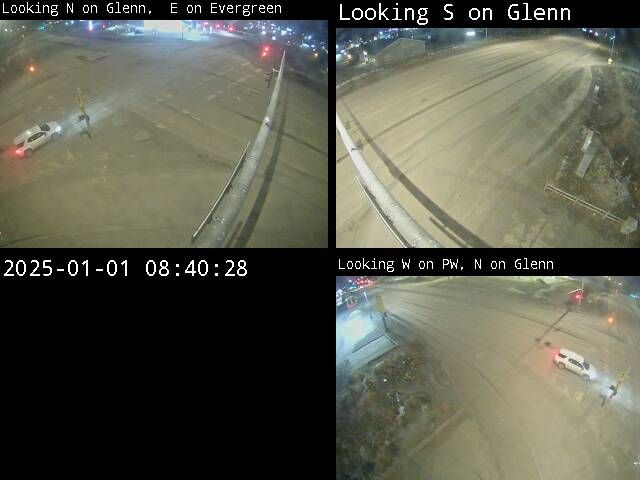 Looking N on Glenn,  E on Evergreen
Looking S on Glenn
2025-01-01 08:40:28
Looking W on PW, N on Glenn